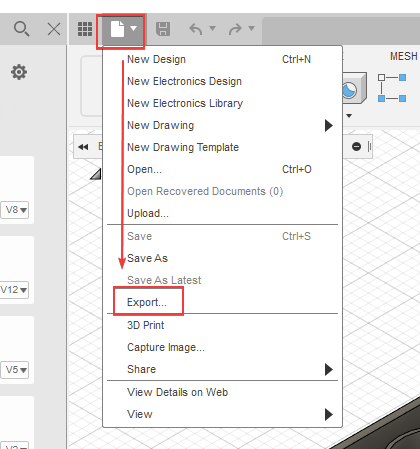 MESH
New Design Ctrl+N
New Electronics Design
New Electronics Library
New Drawing
New Drawing Template
Open... Ctrl+O
Open Recovered Documents (0)
Upload...
Save Ctrl+S
Save As
Save As Latest
Export...
3D Print
Capture Image...
Share
View Details on Web
View
V8
V12
V5